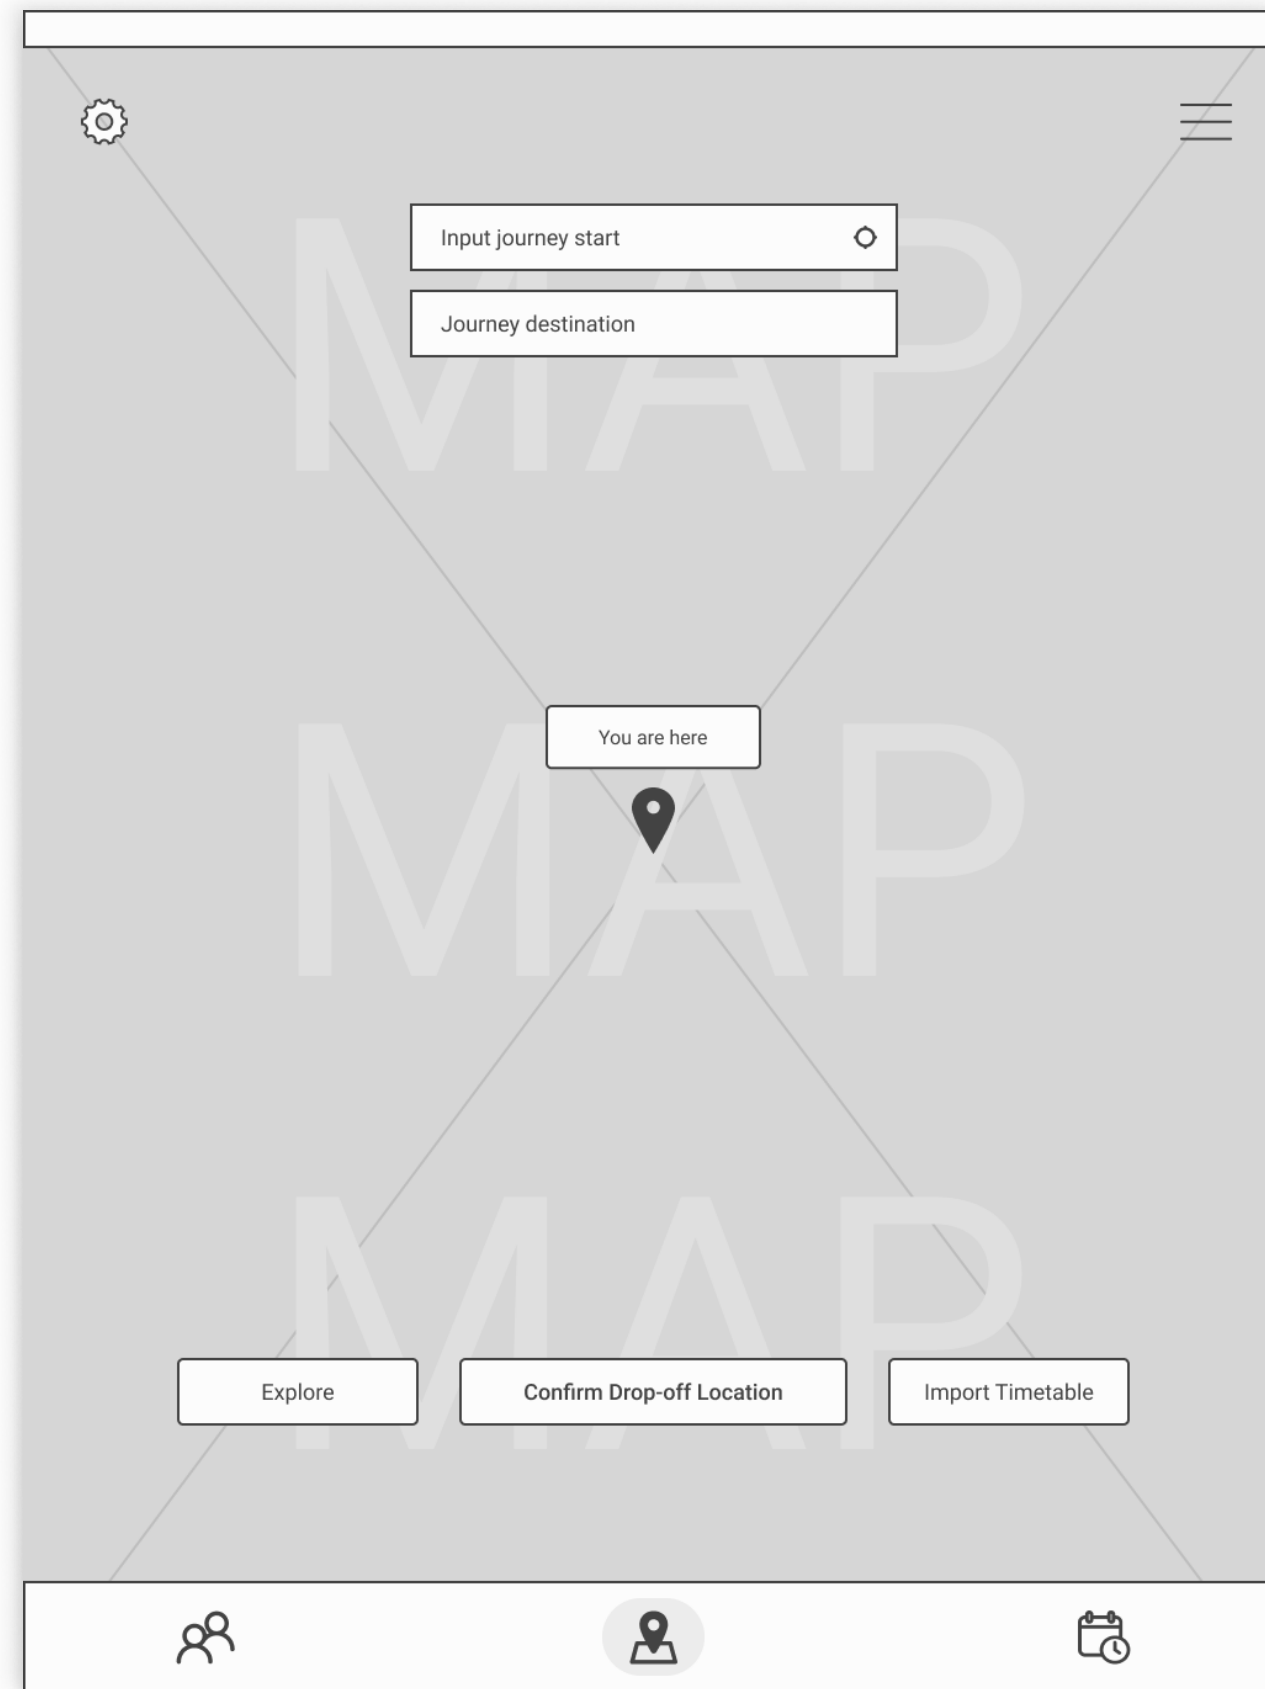 MAP
Input journey start
Journey destination
You are here
MAP
MAP
Explore
Confirm Drop-off Location
Import Timetable